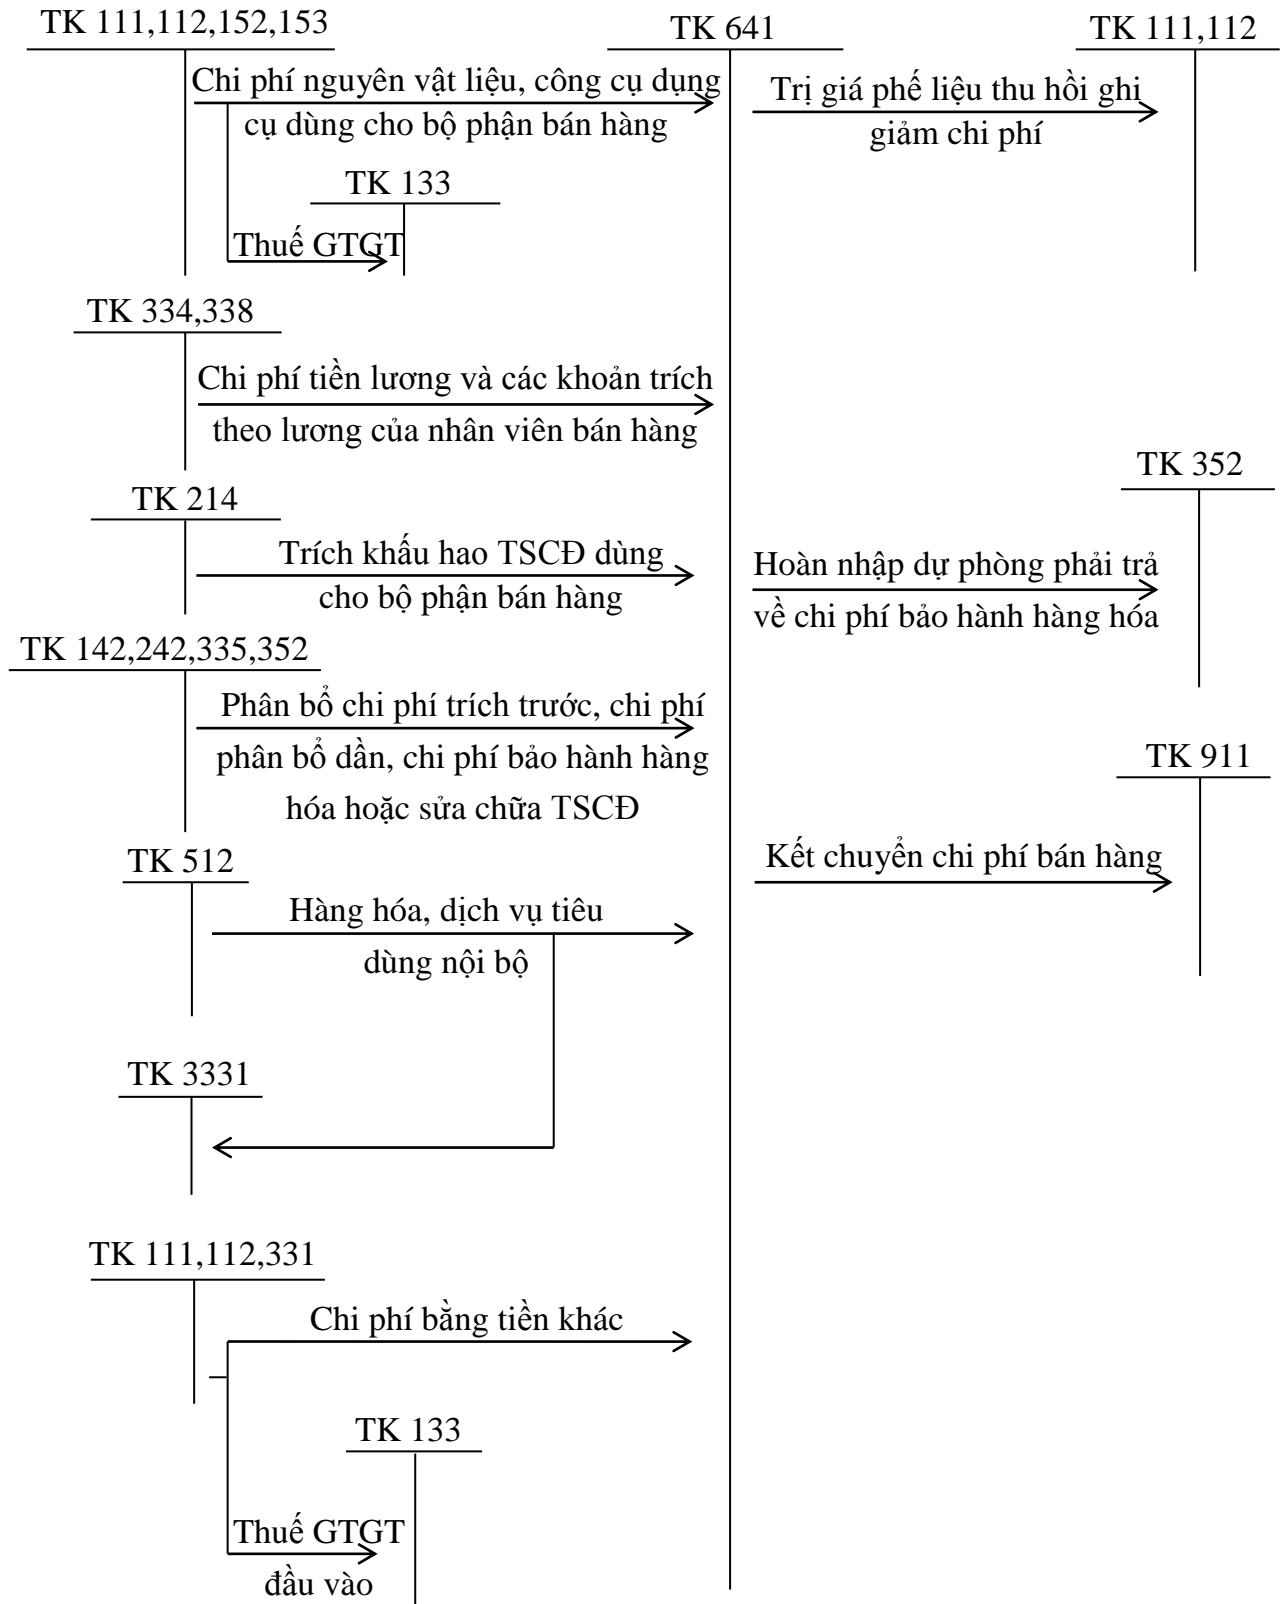 TK 111,112,152,153
TK 641
TK 111,112
Chi phí nguyên vật liệu, công cụ dụng
cụ dùng cho bộ phận bán hàng
Trị giá phế liệu thu hồi ghi
giảm chi phí
TK 133
Thuế GTGT
TK 334,338
Chi phí tiền lương và các khoản trích
theo lương của nhân viên bán hàng
TK 352
TK 214
Trích khấu hao TSCĐ dùng
cho bộ phận bán hàng
Hoàn nhập dự phòng phải trả
về chi phí bảo hành hàng hóa
TK 142,242,335,352
Phân bổ chi phí trích trước, chi phí
phân bổ dần, chi phí bảo hành hàng
hóa hoặc sửa chữa TSCĐ
TK 911
Kết chuyển chi phí bán hàng
TK 512
Hàng hóa, dịch vụ tiêu
dùng nội bộ
TK 3331
TK 111,112,331
Chi phí bằng tiền khác
TK 133
Thuế GTGT
đầu vào